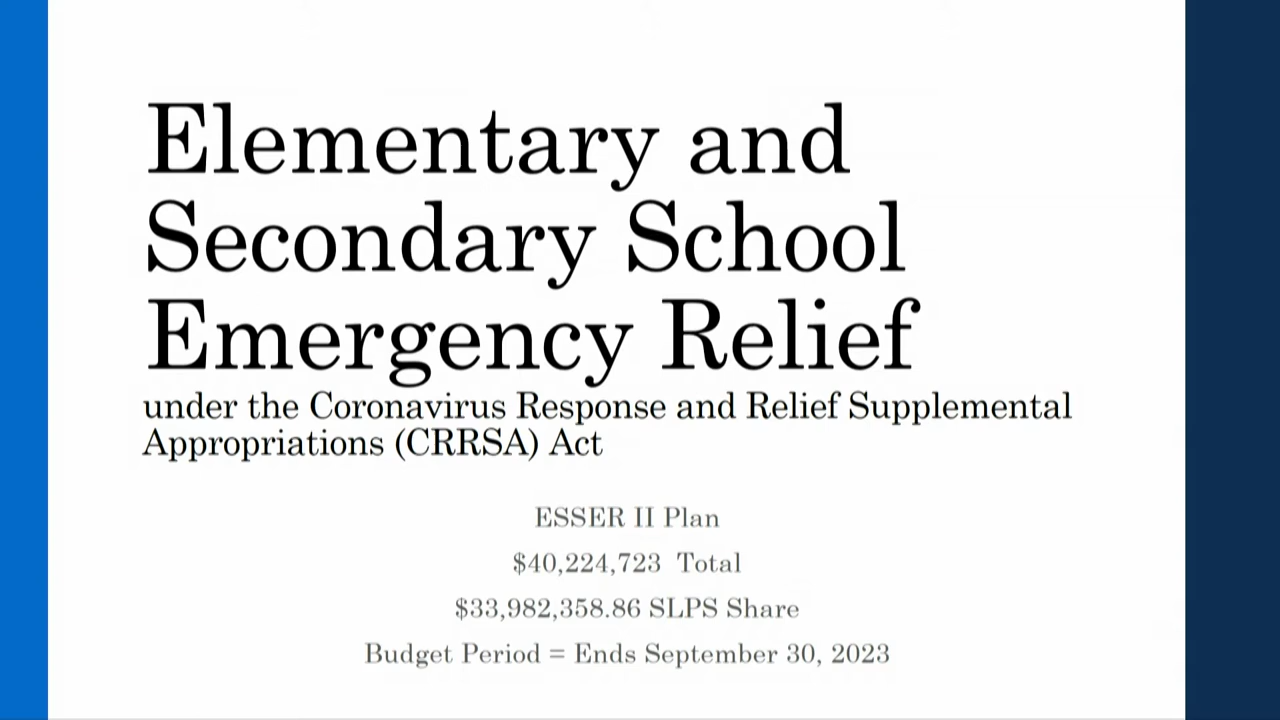 Elementary and
Secondary School
Emergency Relief
under the Coronavirus Response and Relief Supplemental
Appropriations (CRRSA) Act
ESSER II Plan
$40,224,723 Total
$33,982,358.86 SLPS Share
Budget Period = Ends September 30, 2023